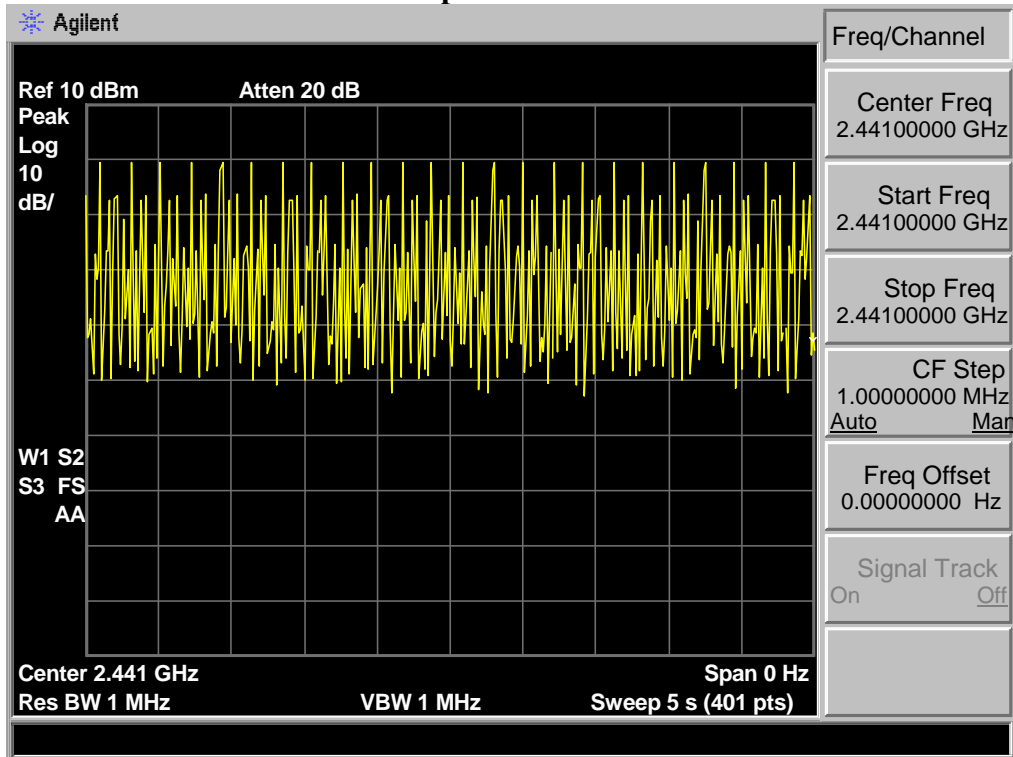 Agilent
Freq/Channel
Ref 10 dBm Atten 20 dB
Peak
Log
10
dB/
W1 S2
S3 FS
AA
Center 2.441 GHz Span 0 Hz
Res BW 1 MHz VBW 1 MHz Sweep 5 s (401 pts)
Center Freq
2.44100000 GHz
Start Freq
2.44100000 GHz
Stop Freq
2.44100000 GHz
CF Step
1.00000000 MHz
Auto Man
Freq Offset
0.00000000 Hz
Signal Track
On Off